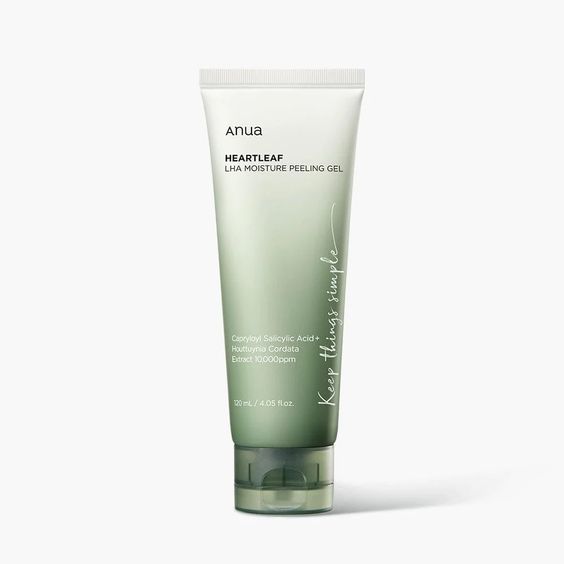 Anua
HEARTLEAF
LHA MOISTURE PEELING GEL
Keep things simple
Capryloyl Salicylic Acid+
Houttuynia Cordata
Extract 10,000ppm
120 mL / 4.05 fl.oz.